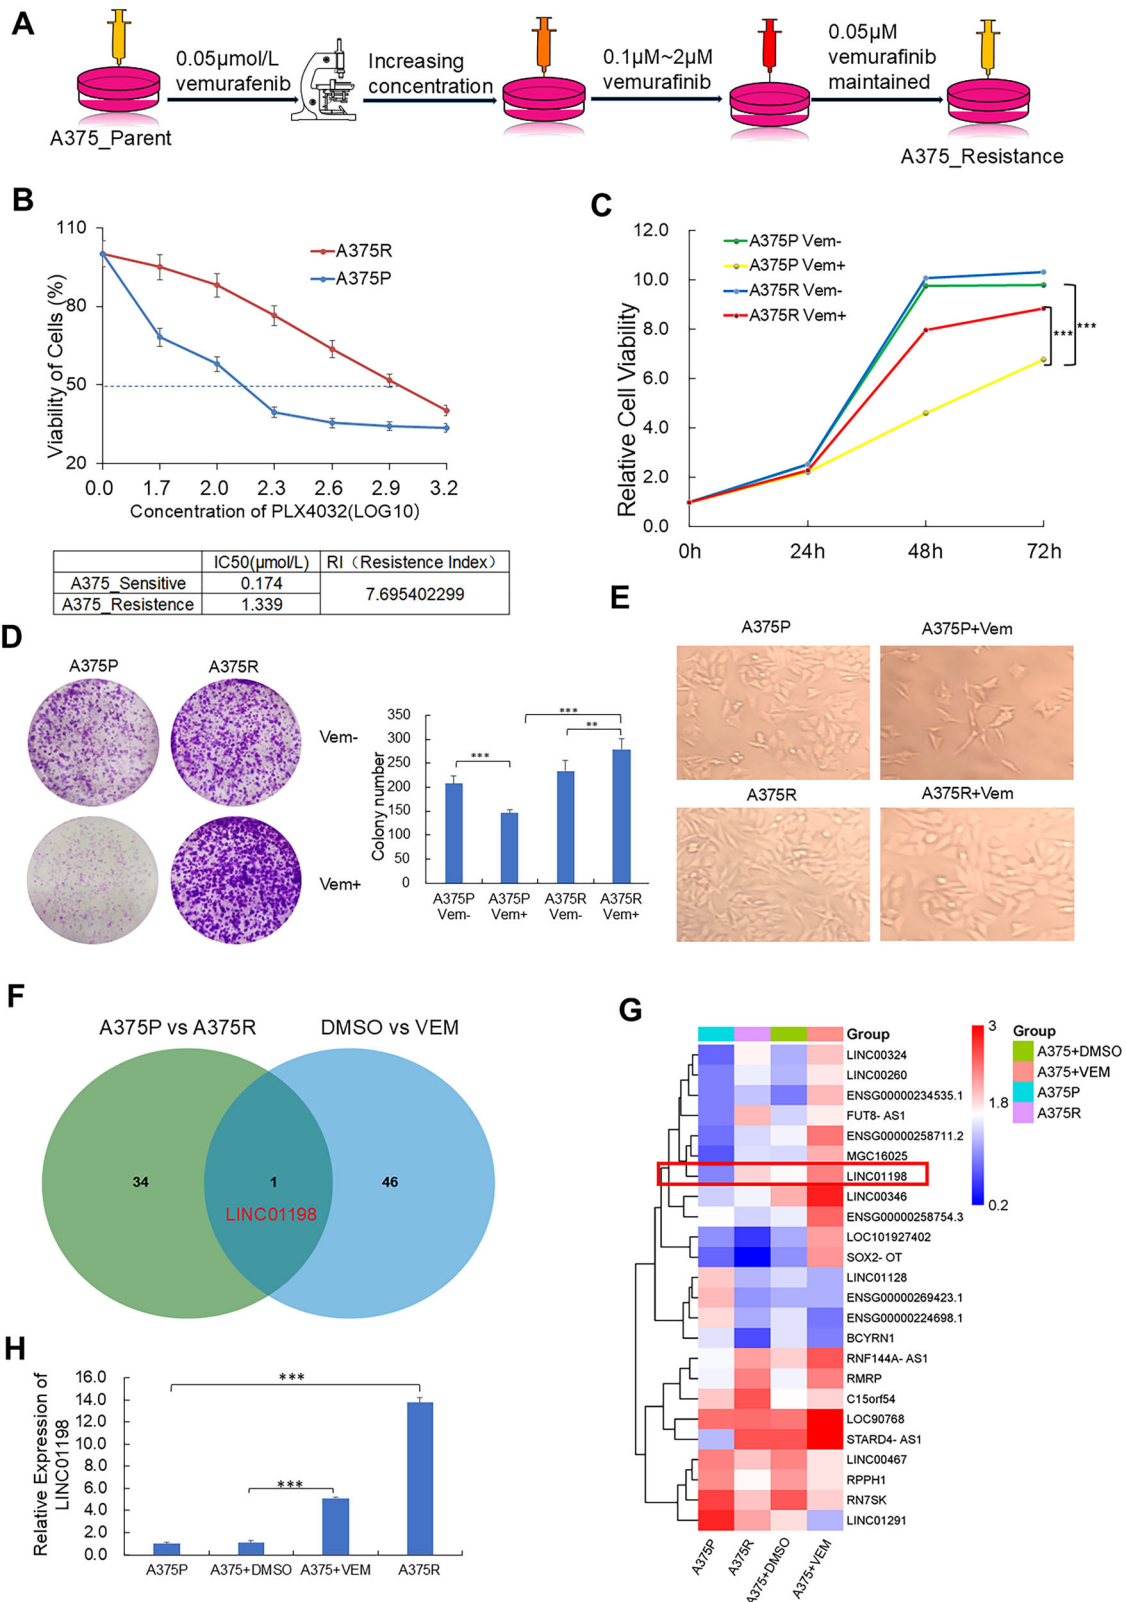 A
0.05μmol/L
vemurafenib
Increasing
concentration
0.1μM~2μM
vemurafinib
0.05μM
vemurafinib
maintained
A375_Parent
A375_Resistance
B
110
80
50
20
Viability of Cells (%)
A375R
A375P
0.0 1.7 2.0 2.3 2.6 2.9 3.2
Concentration of PLX4032(LOG10)
IC50(μmol/L) RI（Resistence Index）
A375_Sensitive 0.174 7.695402299
A375_Resistence 1.339
C
12.0
10.0
8.0
6.0
4.0
2.0
0.0
Relative Cell Viability
A375P Vem-
A375P Vem+
A375R Vem-
A375R Vem+
***
***
0h 24h 48h 72h
D
A375P A375R
Vem-
Vem+
350
300
250
200
150
100
50
0
Colony number
***
***
**
A375P A375P A375R A375R
Vem- Vem+ Vem- Vem+
E
A375P A375P+Vem
A375R A375R+Vem
F
A375P vs A375R DMSO vs VEM
34 1 46
LINC01198
G
Group
LINC00324
LINC00260
ENSG00000234535.1
FUT8- AS1
ENSG00000258711.2
MGC16025
LINC01198
LINC00346
ENSG00000258754.3
LOC101927402
SOX2- OT
LINC01128
ENSG00000269423.1
ENSG00000224698.1
BCYRN1
RNF144A- AS1
RMRP
C15orf54
LOC90768
STARD4- AS1
LINC00467
RPPH1
RN7SK
LINC01291
A375P
A375R
A375+DMSO
A375+VEM
3
1.8
0.2
Group
A375+DMSO
A375+VEM
A375P
A375R
H
16.0
14.0
12.0
10.0
8.0
6.0
4.0
2.0
0.0
Relative Expression of
LINC01198
***
***
A375P A375+DMSO A375+VEM A375R